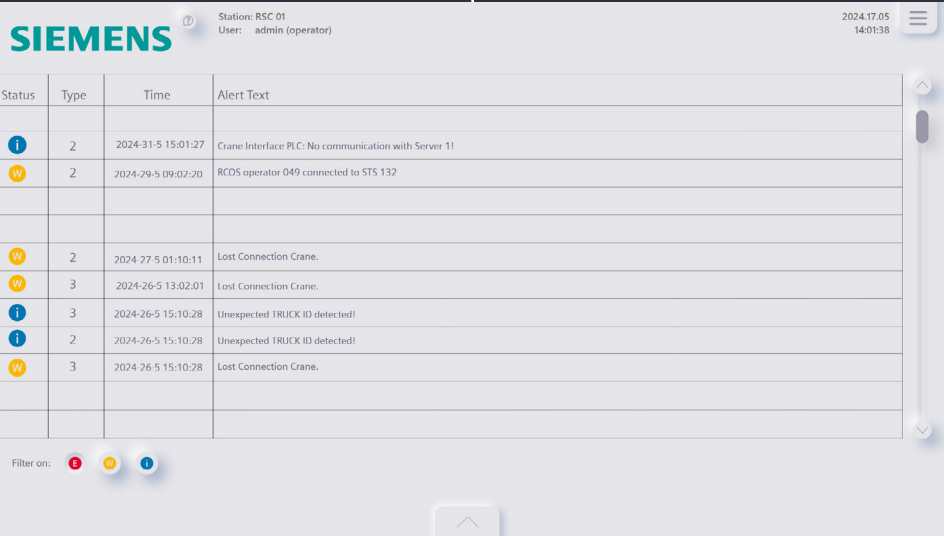 SIEMENS
?
Station: RSC 01
User: admin (operator)
2024.17.05
14:01:38
Status Type Time Alert Text
i 2 2024-31-5 15:01:27 Crane Interface PLC: No communication with Server 1!
W 2 2024-29-5 09:02:20 RCOS operator 049 connected to STS 132
W 2 2024-27-5 01:10:11 Lost Connection Crane.
W 3 2024-26-5 13:02:01 Lost Connection Crane.
i 3 2024-26-5 15:10:28 Unexpected TRUCK ID detected!
i 2 2024-26-5 15:10:28 Unexpected TRUCK ID detected!
W 3 2024-26-5 15:10:28 Lost Connection Crane.
Filter on: E W i